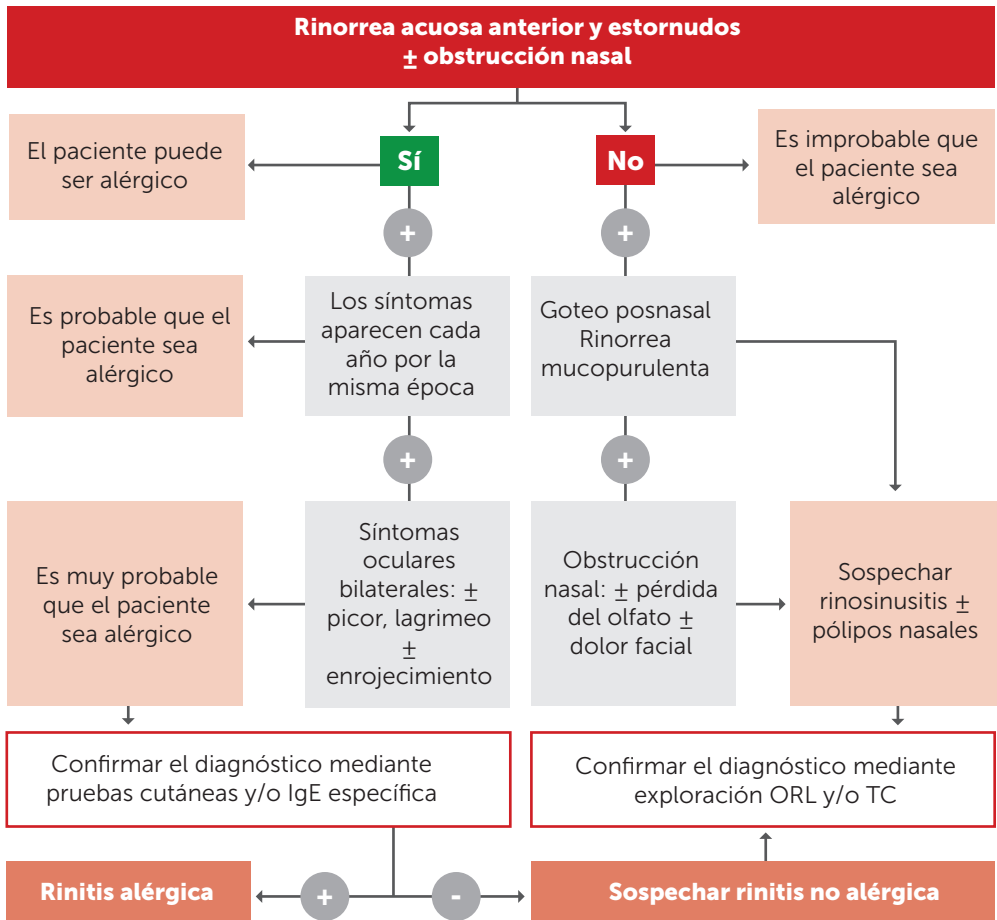 Rinorrea acuosa anterior y estornudos
± obstrucción nasal
El paciente puede
ser alérgico
Sí
No
Es improbable que
el paciente sea
alérgico
+
+
Es probable que el
paciente sea
alérgico
Los síntomas
aparecen cada
año por la
misma época
Goteo posnasal
Rinorrea
mucopurulenta
+
+
Es muy probable
que el paciente
sea alérgico
Síntomas
oculares
bilaterales: ±
picor, lagrimeo
±
enrojecimiento
Obstrucción
nasal: ± pérdida
del olfato ±
dolor facial
Sospechar
rinosinusitis ±
pólipos nasales
Confirmar el diagnóstico mediante
pruebas cutáneas y/o IgE específica
Confirmar el diagnóstico mediante
exploración ORL y/o TC
Rinitis alérgica
+
-
Sospechar rinitis no alérgica